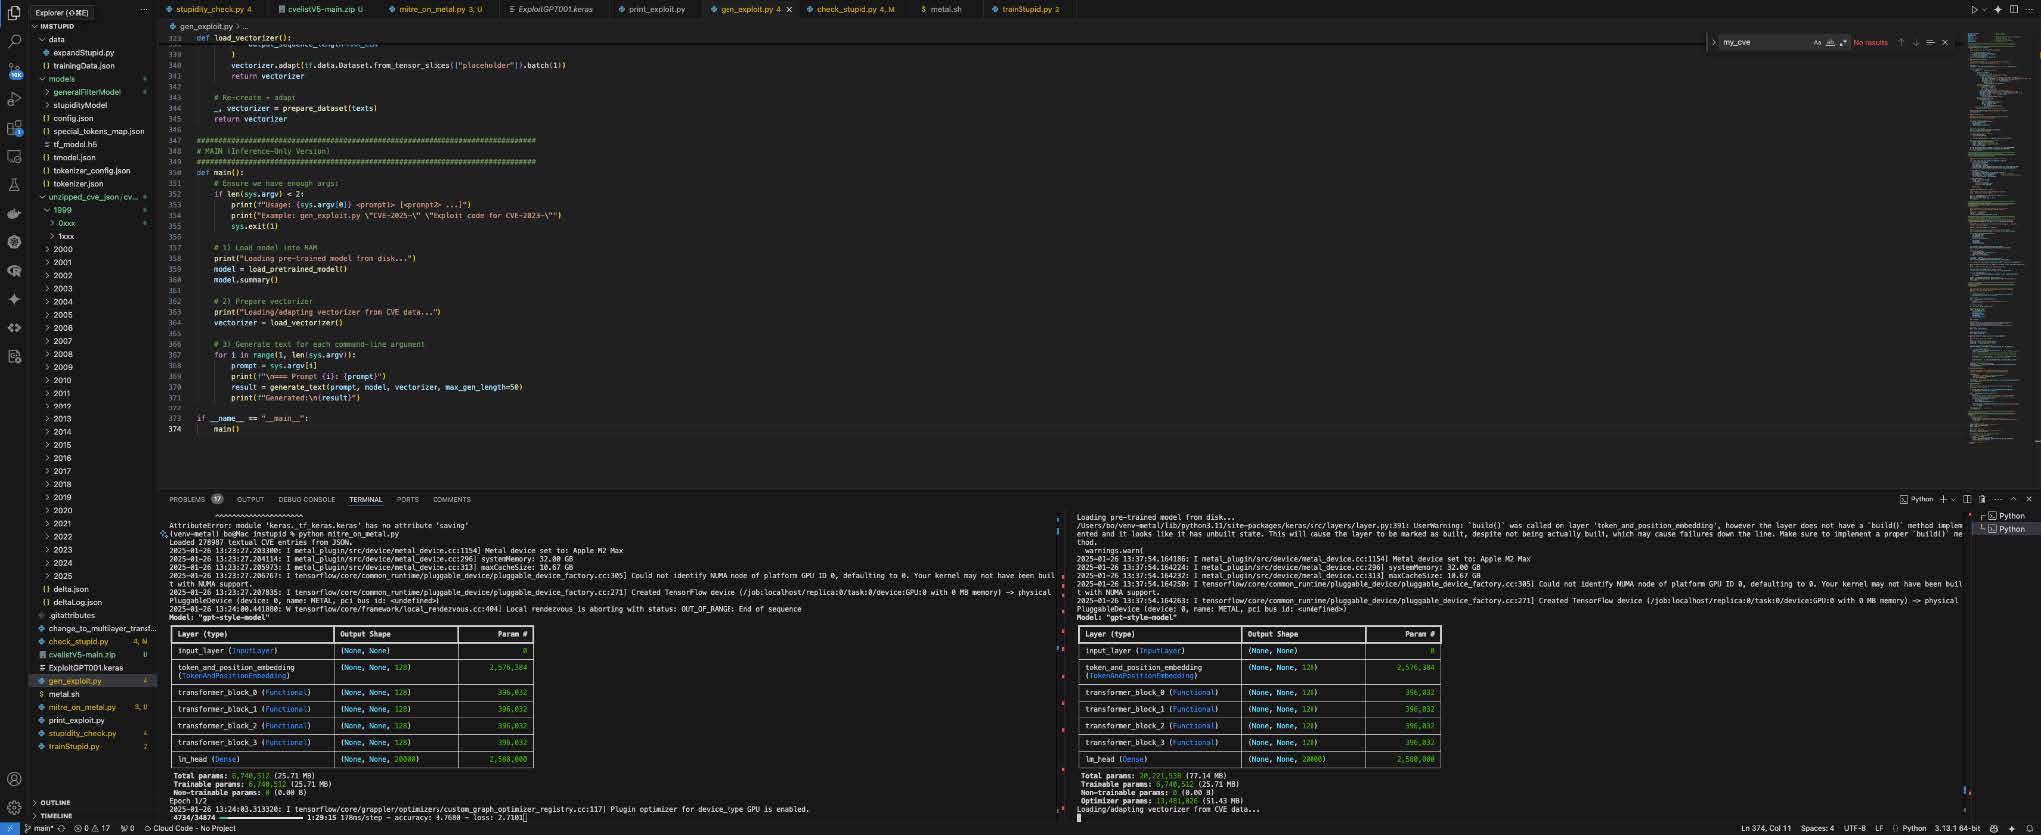 Explorer (⇧⌘E)
stupidity_check.py 4
cvelistV5-main.zip U
mitre_on_metal.py 3, U
ExploitGPT001.keras
print_exploit.py
gen_exploit.py 4
check_stupid.py 4, M
metal.sh
trainStupid.py 2
IMSTUPID
data
expandStupid.py
trainingData.json
models
generalFilterModel
stupidityModel
config.json
special_tokens_map.json
tf_model.h5
tmodel.json
tokenizer_config.json
tokenizer.json
unzipped_cve_json/cv...
1999
0xxx
1xxx
2000
2001
2002
2003
2004
2005
2006
2007
2008
2009
2010
2011
2012
2013
2014
2015
2016
2017
2018
2019
2020
2021
2022
2023
2024
2025
delta.json
deltaLog.json
.gitattributes
change_to_multilayer_transf...
check_stupid.py 4, M
cvelistV5-main.zip U
ExploitGPT001.keras
gen_exploit.py 4
metal.sh
mitre_on_metal.py 3, U
print_exploit.py
stupidity_check.py 4
trainStupid.py 2
OUTLINE
TIMELINE
gen_exploit.py > ...
my_cve
No results
323 def load_vectorizer():
339 )
340 vectorizer.adapt(tf.data.Dataset.from_tensor_slices(["placeholder"]).batch(1))
341 return vectorizer
342
343 # Re-create + adapt
344 _, vectorizer = prepare_dataset(texts)
345 return vectorizer
346
347 ################################################################################
348 # MAIN (Inference-Only Version)
349 ################################################################################
350 def main():
351 # Ensure we have enough args:
352 if len(sys.argv) < 2:
353 print(f"Usage: {sys.argv[0]} <prompt1> [<prompt2> ...]")
354 print("Example: gen_exploit.py \"CVE-2025-\" \"Exploit code for CVE-2023-\"")
355 sys.exit(1)
356
357 # 1) Load model into RAM
358 print("Loading pre-trained model from disk...")
359 model = load_pretrained_model()
360 model.summary()
361
362 # 2) Prepare vectorizer
363 print("Loading/adapting vectorizer from CVE data...")
364 vectorizer = load_vectorizer()
365
366 # 3) Generate text for each command-line argument
367 for i in range(1, len(sys.argv)):
368 prompt = sys.argv[i]
369 print(f"\n=== Prompt {i}: {prompt}")
370 result = generate_text(prompt, model, vectorizer, max_gen_length=50)
371 print(f"Generated:\n{result}")
372
373 if __name__ == "__main__":
374 main()
PROBLEMS 17 OUTPUT DEBUG CONSOLE TERMINAL PORTS COMMENTS
Python
AttributeError: module 'keras._tf_keras.keras' has no attribute 'saving'
(venv-metal) bo@Mac imstupid % python mitre_on_metal.py
Loaded 278987 textual CVE entries from JSON.
2025-01-26 13:23:27.203300: I metal_plugin/src/device/metal_device.cc:1154] Metal device set to: Apple M2 Max
2025-01-26 13:23:27.204114: I metal_plugin/src/device/metal_device.cc:296] systemMemory: 32.00 GB
2025-01-26 13:23:27.205973: I metal_plugin/src/device/metal_device.cc:313] maxCacheSize: 10.67 GB
2025-01-26 13:23:27.206767: I tensorflow/core/common_runtime/pluggable_device/pluggable_device_factory.cc:305] Could not identify NUMA node of platform GPU ID 0, defaulting to 0. Your kernel may not have been buil
t with NUMA support.
2025-01-26 13:23:27.207835: I tensorflow/core/common_runtime/pluggable_device/pluggable_device_factory.cc:271] Created TensorFlow device (/job:localhost/replica:0/task:0/device:GPU:0 with 0 MB memory) -> physical
PluggableDevice (device: 0, name: METAL, pci bus id: <undefined>)
2025-01-26 13:24:00.441880: W tensorflow/core/framework/local_rendezvous.cc:404] Local rendezvous is aborting with status: OUT_OF_RANGE: End of sequence
Model: "gpt-style-model"
Layer (type) Output Shape Param #
input_layer (InputLayer) (None, None) 0
token_and_position_embedding (None, None, 128) 2,576,384
(TokenAndPositionEmbedding)
transformer_block_0 (Functional) (None, None, 128) 396,032
transformer_block_1 (Functional) (None, None, 128) 396,032
transformer_block_2 (Functional) (None, None, 128) 396,032
transformer_block_3 (Functional) (None, None, 128) 396,032
lm_head (Dense) (None, None, 20000) 2,580,000
Total params: 6,740,512 (25.71 MB)
Trainable params: 6,740,512 (25.71 MB)
Non-trainable params: 0 (0.00 B)
Epoch 1/2
2025-01-26 13:24:03.313320: I tensorflow/core/grappler/optimizers/custom_graph_optimizer_registry.cc:117] Plugin optimizer for device_type GPU is enabled.
4734/34874 1:29:15 178ms/step - accuracy: 0.7680 - loss: 2.7101
Loading pre-trained model from disk...
/Users/bo/venv-metal/lib/python3.11/site-packages/keras/src/layers/layer.py:391: UserWarning: `build()` was called on layer 'token_and_position_embedding', however the layer does not have a `build()` method implem
ented and it looks like it has unbuilt state. This will cause the layer to be marked as built, despite not being actually built, which may cause failures down the line. Make sure to implement a proper `build()` me
thod.
warnings.warn(
2025-01-26 13:37:54.164186: I metal_plugin/src/device/metal_device.cc:1154] Metal device set to: Apple M2 Max
2025-01-26 13:37:54.164224: I metal_plugin/src/device/metal_device.cc:296] systemMemory: 32.00 GB
2025-01-26 13:37:54.164232: I metal_plugin/src/device/metal_device.cc:313] maxCacheSize: 10.67 GB
2025-01-26 13:37:54.164250: I tensorflow/core/common_runtime/pluggable_device/pluggable_device_factory.cc:305] Could not identify NUMA node of platform GPU ID 0, defaulting to 0. Your kernel may not have been buil
t with NUMA support.
2025-01-26 13:37:54.164263: I tensorflow/core/common_runtime/pluggable_device/pluggable_device_factory.cc:271] Created TensorFlow device (/job:localhost/replica:0/task:0/device:GPU:0 with 0 MB memory) -> physical
PluggableDevice (device: 0, name: METAL, pci bus id: <undefined>)
Model: "gpt-style-model"
Layer (type) Output Shape Param #
input_layer (InputLayer) (None, None) 0
token_and_position_embedding (None, None, 128) 2,576,384
(TokenAndPositionEmbedding)
transformer_block_0 (Functional) (None, None, 128) 396,032
transformer_block_1 (Functional) (None, None, 128) 396,032
transformer_block_2 (Functional) (None, None, 128) 396,032
transformer_block_3 (Functional) (None, None, 128) 396,032
lm_head (Dense) (None, None, 20000) 2,580,000
Total params: 20,221,538 (77.14 MB)
Trainable params: 6,740,512 (25.71 MB)
Non-trainable params: 0 (0.00 B)
Optimizer params: 13,481,026 (51.43 MB)
Loading/adapting vectorizer from CVE data...
Python
Python
main* 0 17 0 Cloud Code - No Project
Ln 374, Col 11 Spaces: 4 UTF-8 LF Python 3.13.1 64-bit